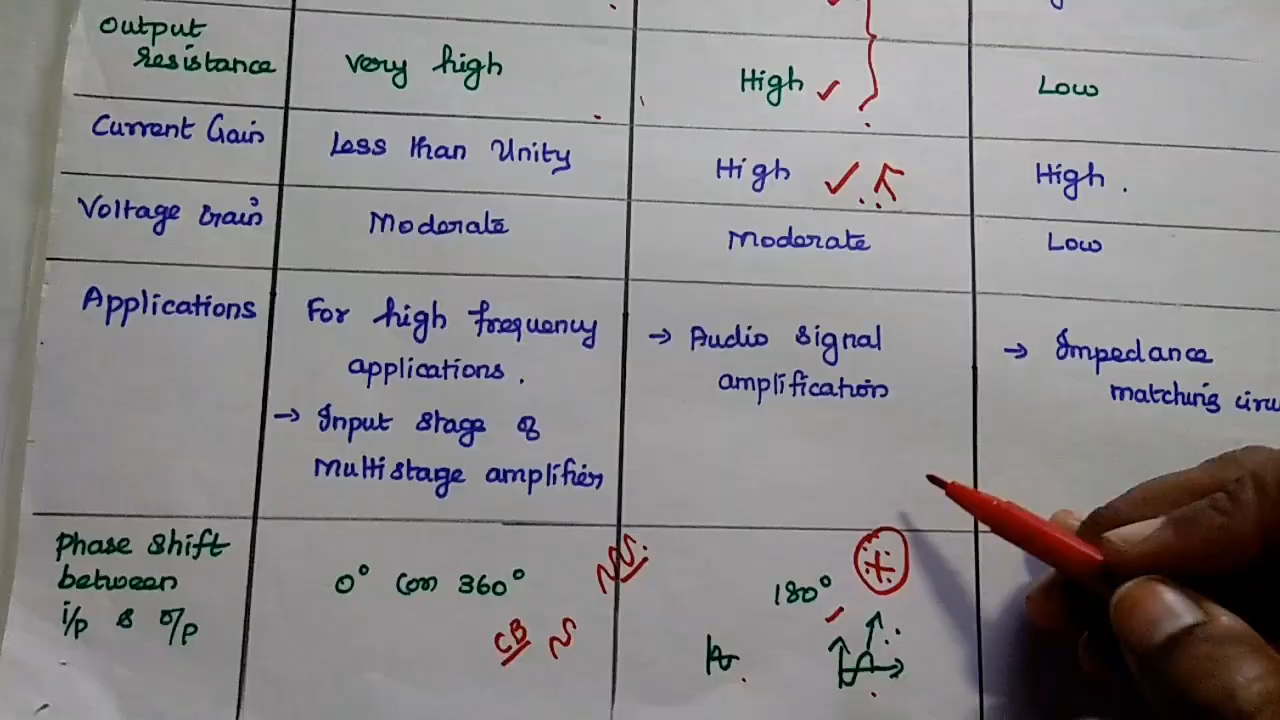 Output
resistance
Very high
High
Low
Current Gain
Less than Unity
High
High.
Voltage Gain
Moderate
Moderate
Low
Applications
For high frequency
applications.
→ Input stage of
Multistage amplifier
→ Audio signal
amplification
→ Impedance
matching
Phase shift
between
i/p & o/p
0° (or) 360°
CB
180°